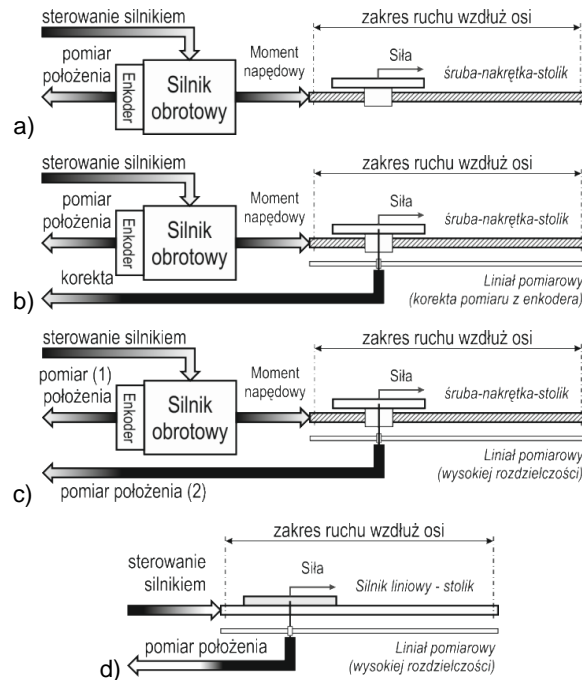 sterowanie silnikiem
zakres ruchu wzdłuż osi
pomiar
położenia
Enkoder
Silnik
obrotowy
Moment
napędowy
Siła
śruba-nakrętka-stolik
a)
sterowanie silnikiem
zakres ruchu wzdłuż osi
pomiar
położenia
Enkoder
Silnik
obrotowy
Moment
napędowy
Siła
śruba-nakrętka-stolik
korekta
Liniał pomiarowy
(korekta pomiaru z enkodera)
b)
sterowanie silnikiem
zakres ruchu wzdłuż osi
pomiar (1)
położenia
Enkoder
Silnik
obrotowy
Moment
napędowy
Siła
śruba-nakrętka-stolik
Liniał pomiarowy
(wysokiej rozdzielczości)
c)
pomiar położenia (2)
zakres ruchu wzdłuż osi
sterowanie
silnikiem
Siła
Silnik liniowy - stolik
pomiar położenia
Liniał pomiarowy
(wysokiej rozdzielczości)
d)